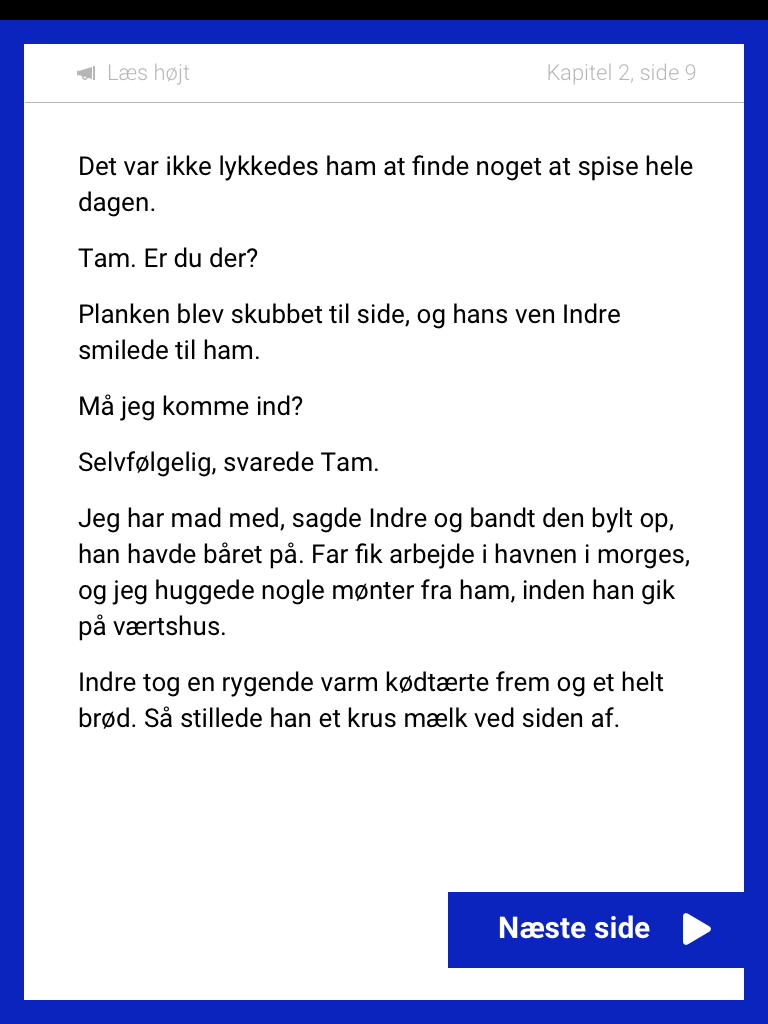 Læs højt
Kapitel 2, side 9
Det var ikke lykkedes ham at finde noget at spise hele
dagen.
Tam. Er du der?
Planken blev skubbet til side, og hans ven Indre
smilede til ham.
Må jeg komme ind?
Selvfølgelig, svarede Tam.
Jeg har mad med, sagde Indre og bandt den bylt op,
han havde båret på. Far fik arbejde i havnen i morges,
og jeg huggede nogle mønter fra ham, inden han gik
på værtshus.
Indre tog en rygende varm kødtærte frem og et helt
brød. Så stillede han et krus mælk ved siden af.
Næste side